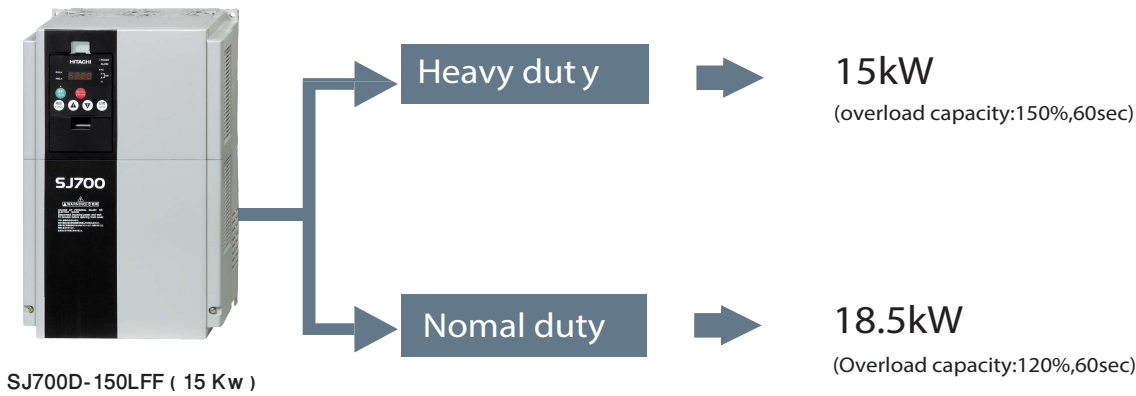 HITACHI
Heavy dut y
15kW
(overload capacity:150%,60sec)
SJ700
WARNING
Nomal duty
18.5kW
(Overload capacity:120%,60sec)
SJ700D-150LFF ( 15 Kw )